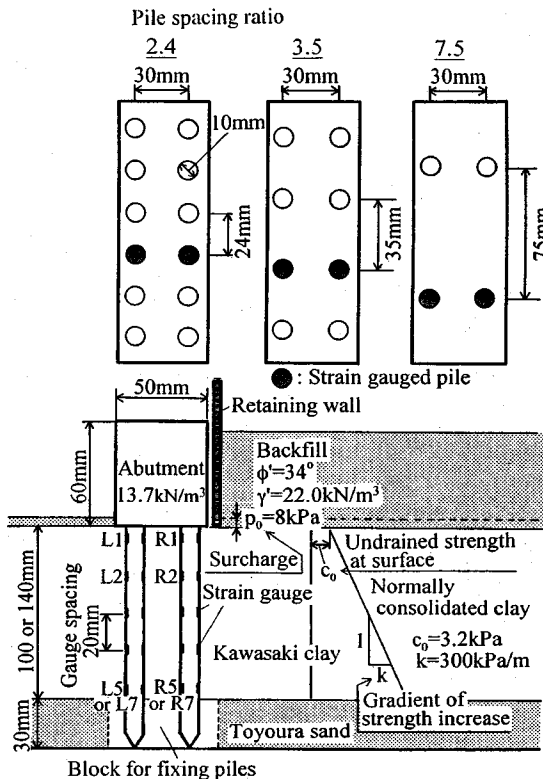 Pile spacing ratio
2.4 3.5 7.5
30mm 30mm 30mm
10mm
24mm
35mm
75mm
: Strain gauged pile
50mm
Retaining wall
60mm
Abutment
13.7kN/m³
Backfill
ϕ'=34°
γ'=22.0kN/m³
p₀=8kPa
Surcharge
L1 R1
L2 R2
Strain gauge
100 or 140mm
Gauge spacing
20mm
c₀
Undrained strength
at surface
Normally
consolidated clay
1
k
c₀=3.2kPa
k=300kPa/m
Kawasaki clay
L5 R5
or L7 or R7
Gradient of
strength increase
30mm
Toyoura sand
Block for fixing piles